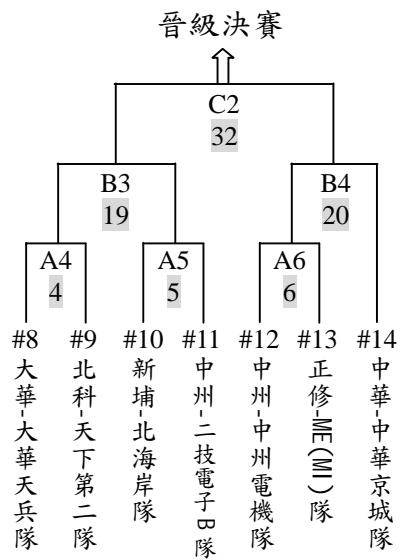 晉級決賽
C2
32
B3
19
B4
20
A4
4
A5
5
A6
6
#8 #9 #10 #11 #12 #13 #14
大華-大華天兵隊
北科-天下第二隊
新埔-北海岸隊
中州-二技電子B隊
中州-中州電機隊
正修-ME(MI)隊
中華-中華京城隊